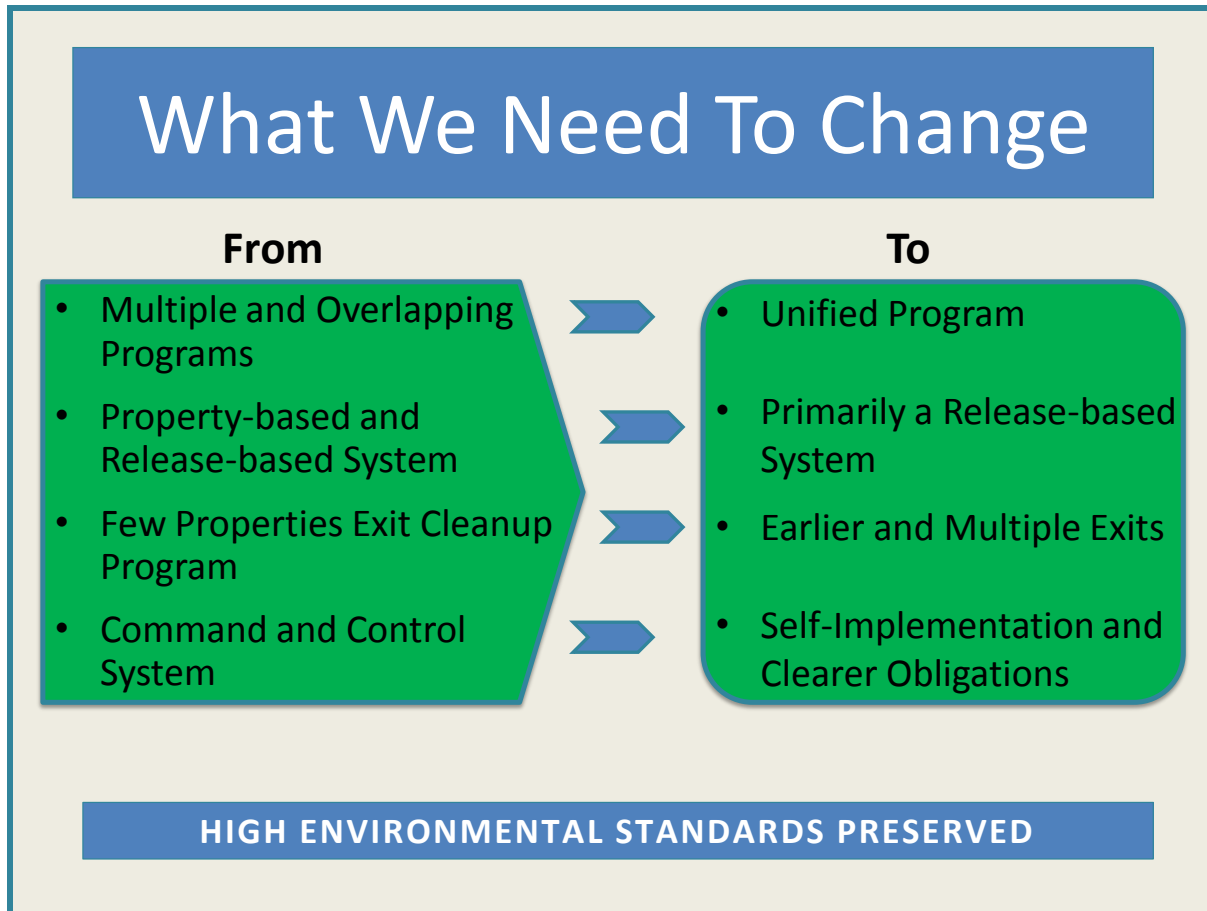 What We Need To Change
From
• Multiple and Overlapping
Programs
• Property-based and
Release-based System
• Few Properties Exit Cleanup
Program
• Command and Control
System
To
• Unified Program
• Primarily a Release-based
System
• Earlier and Multiple Exits
• Self-Implementation and
Clearer Obligations
HIGH ENVIRONMENTAL STANDARDS PRESERVED